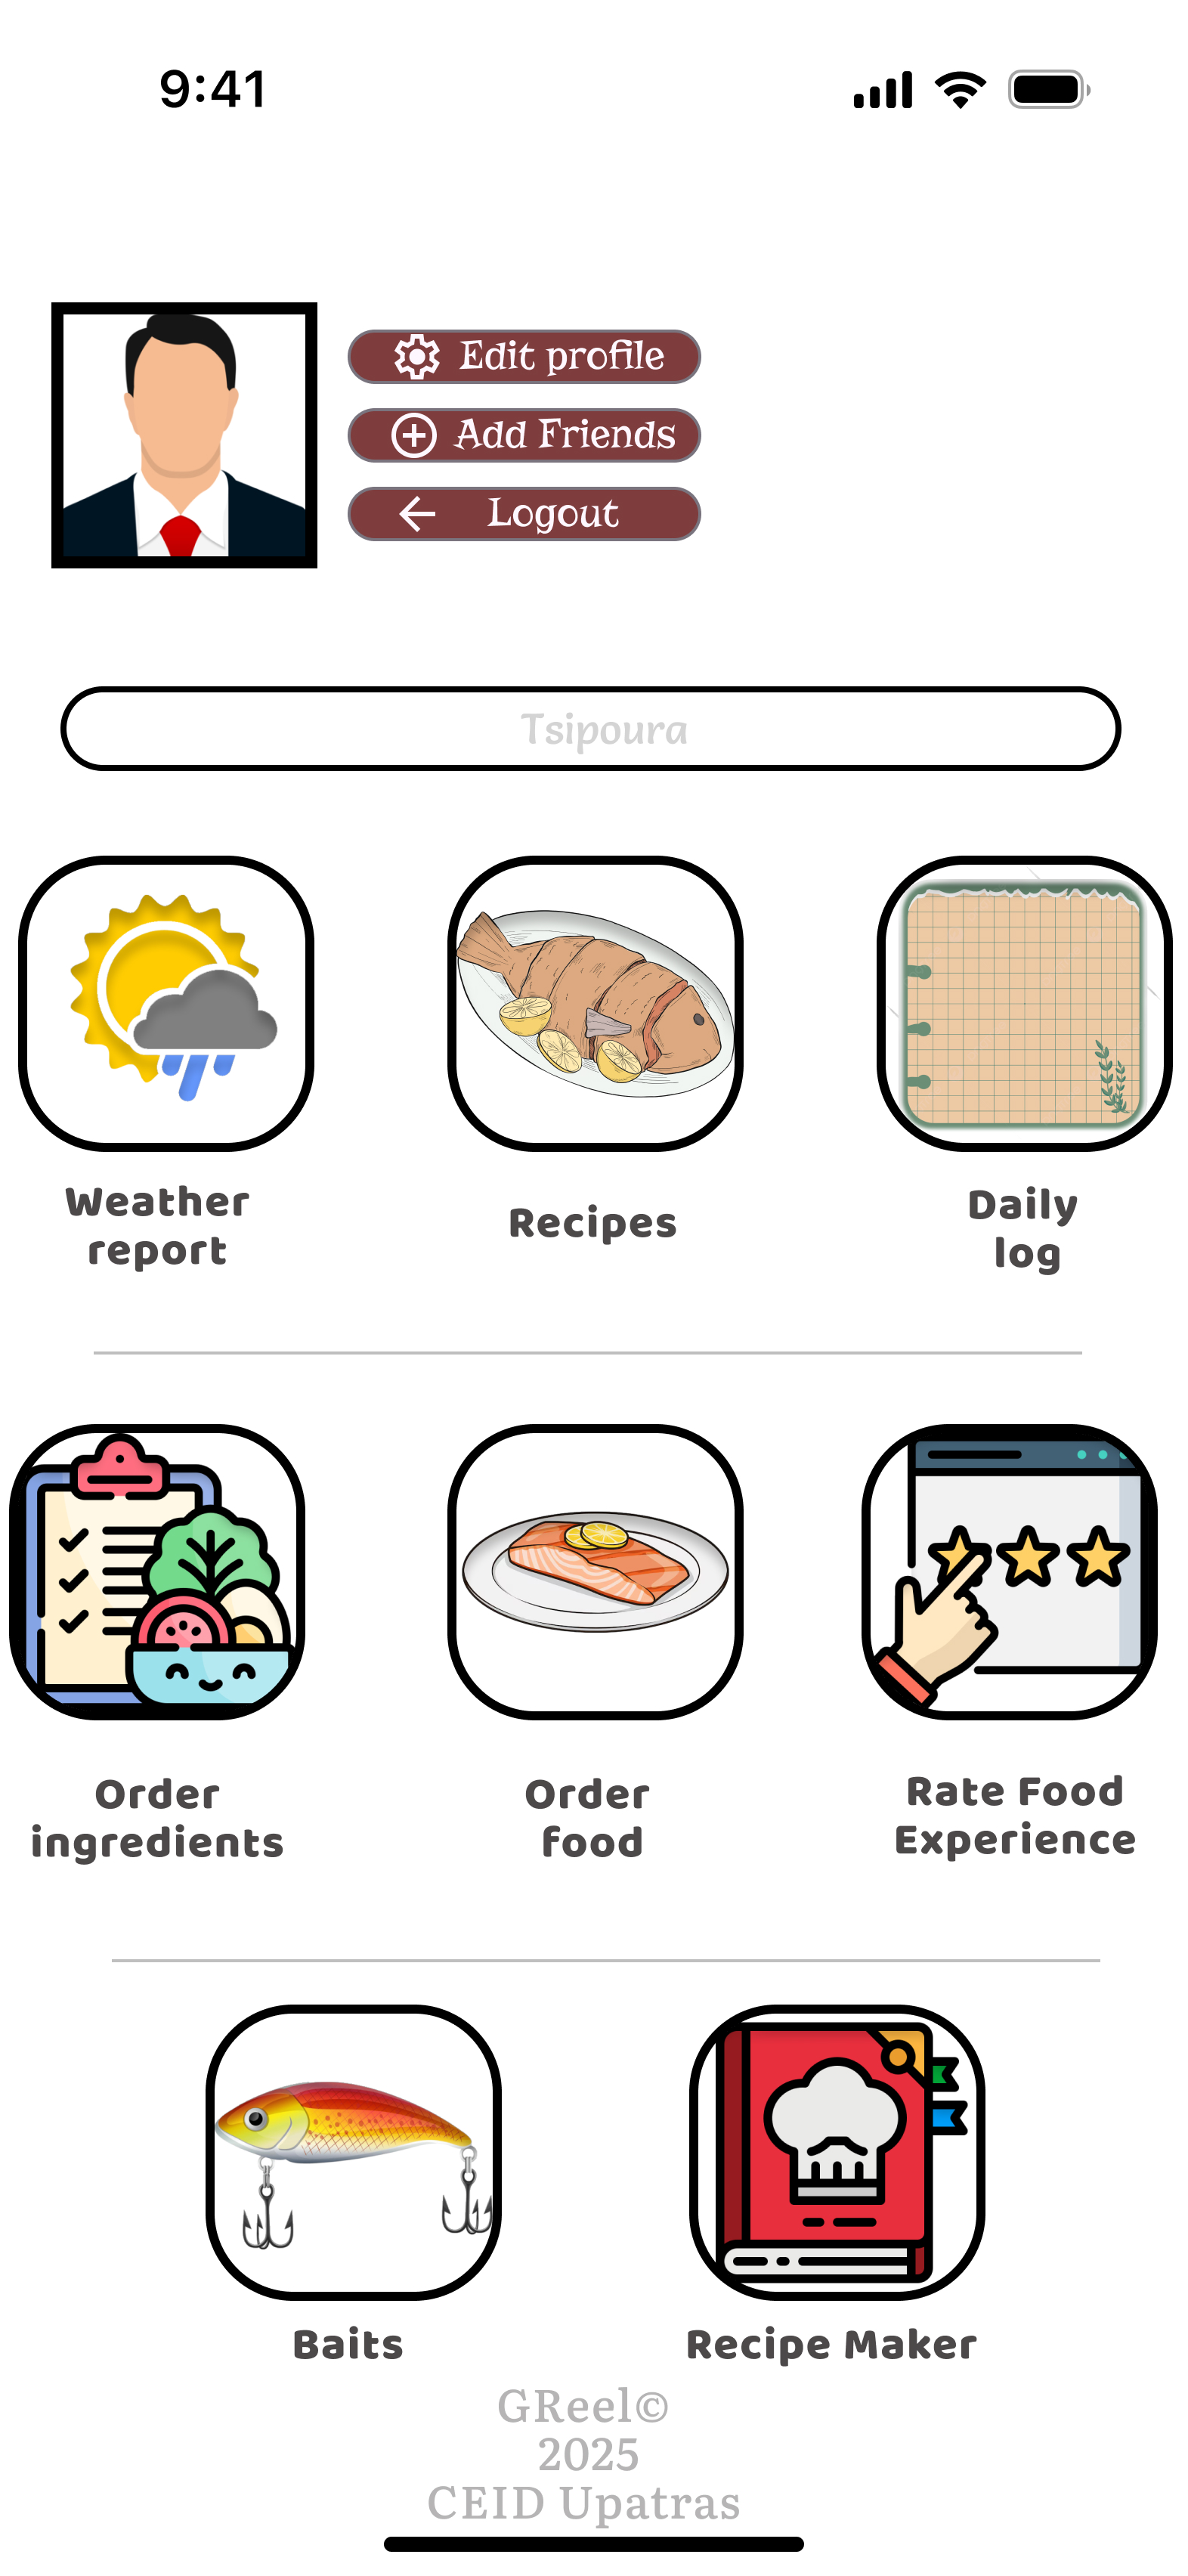 9:41
Edit profile
Add Friends
Logout
Tsipoura
Weather
report
Recipes
Daily
log
Order
ingredients
Order
food
Rate Food
Experience
Baits
Recipe Maker
GReel©
2025
CEID Upatras